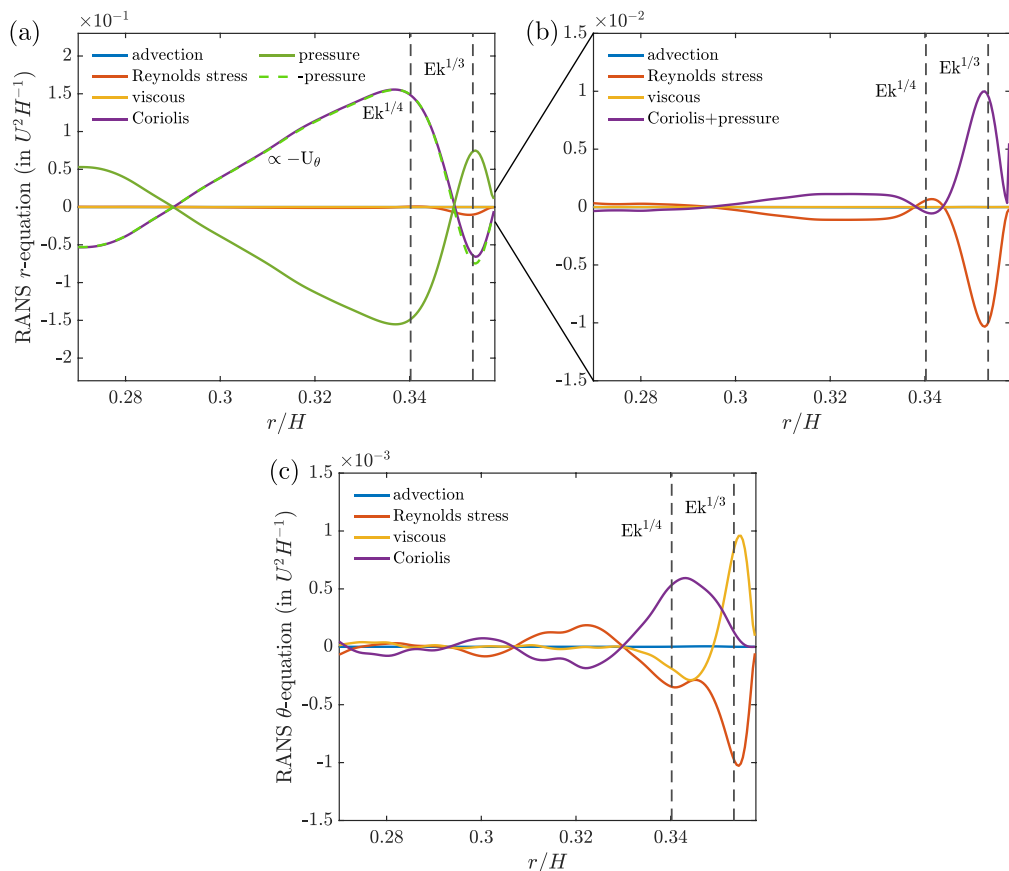 (a)
×10⁻¹
RANS r-equation (in U²H⁻¹)
2
1.5
1
0.5
0
-0.5
-1
-1.5
-2
advection
Reynolds stress
viscous
Coriolis
pressure
-pressure
Ek^{1/3}
Ek^{1/4}
∝ −U_θ
0.28
0.3
0.32
0.34
r/H
(b)
×10⁻²
1.5
1
0.5
0
-0.5
-1
-1.5
advection
Reynolds stress
viscous
Coriolis+pressure
Ek^{1/3}
Ek^{1/4}
0.28
0.3
0.32
0.34
r/H
(c)
×10⁻³
RANS θ-equation (in U²H⁻¹)
1.5
1
0.5
0
-0.5
-1
-1.5
advection
Reynolds stress
viscous
Coriolis
Ek^{1/3}
Ek^{1/4}
0.28
0.3
0.32
0.34
r/H